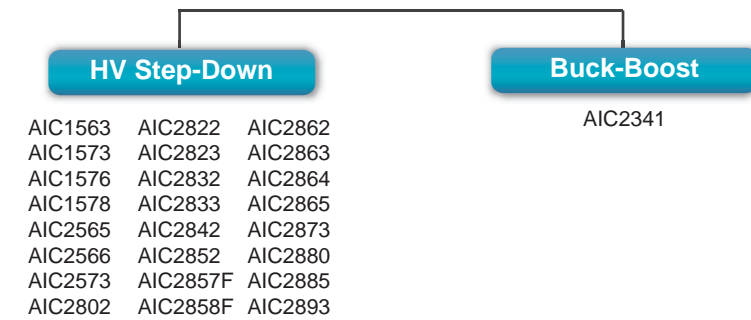 HV Step-Down Buck-Boost
AIC1563 AIC2822 AIC2862 AIC2341
AIC1573 AIC2823 AIC2863
AIC1576 AIC2832 AIC2864
AIC1578 AIC2833 AIC2865
AIC2565 AIC2842 AIC2873
AIC2566 AIC2852 AIC2880
AIC2573 AIC2857F AIC2885
AIC2802 AIC2858F AIC2893